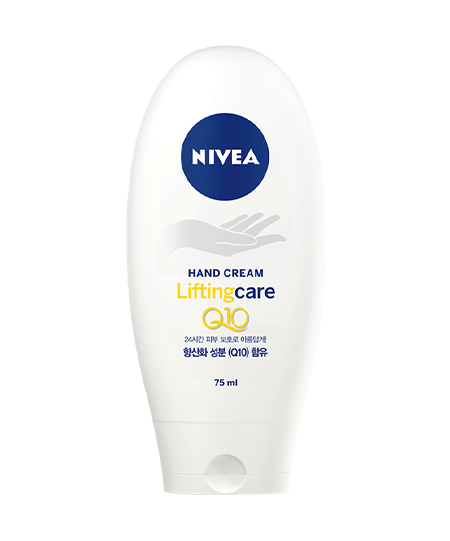 NIVEA
HAND CREAM
Liftingcare
Q10
24시간 피부 보호로 아름답게!
항산화 성분 (Q10) 함유
75 ml